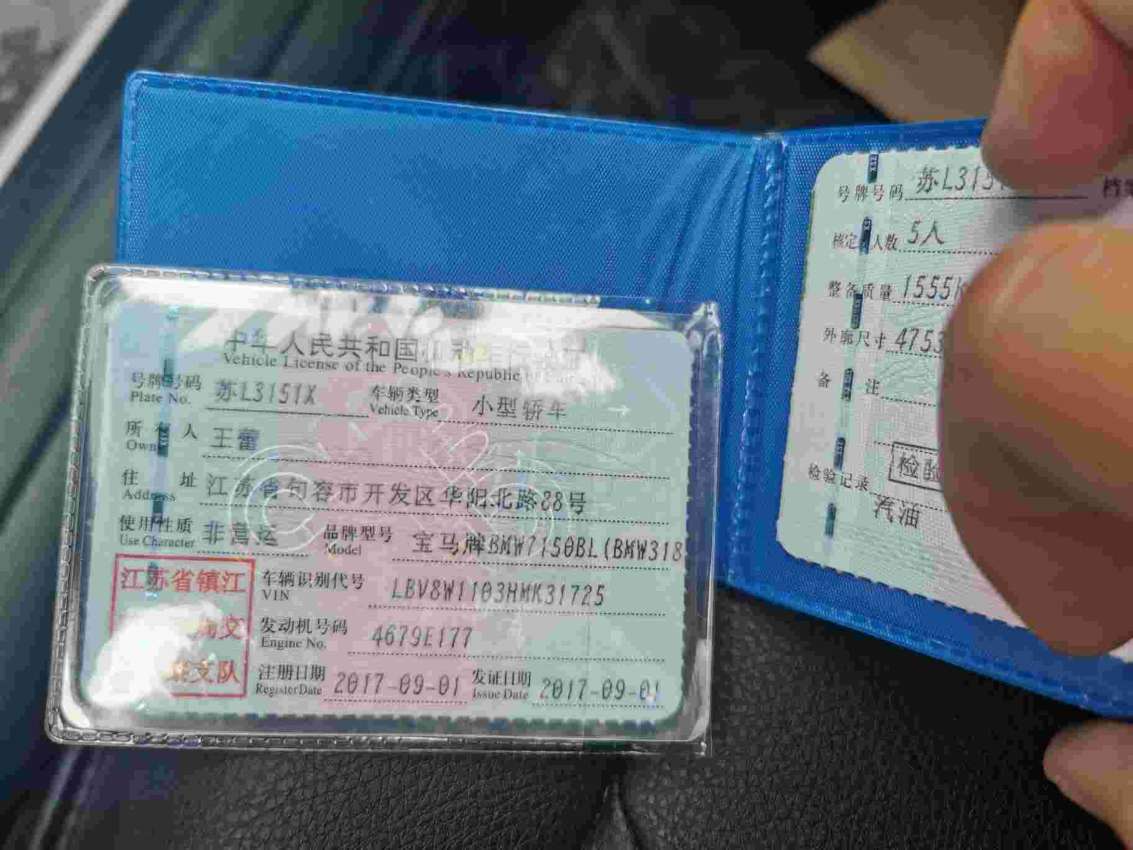 中华人民共和国机动车行驶证
Vehicle License of the People's Republic of China
号牌号码 苏L3151X 车辆类型 小型轿车
Plate No. Vehicle Type
所有人 王蕾
Owner
住址 江苏省句容市开发区华阳北路88号
Address
使用性质 非营运 品牌型号 宝马牌BMW7150BL(BMW318
Use Character Model
江苏省镇江 车辆识别代号 LBV8W1103HMK31725
VIN
发动机号码 4679E177
Engine No.
支队 注册日期 2017-09-01 发证日期 2017-09-01
Register Date Issue Date
号牌号码 苏L3151
核定人数 5人
整备质量 1555k
外廓尺寸 4753
备注
检验
检验记录
汽油